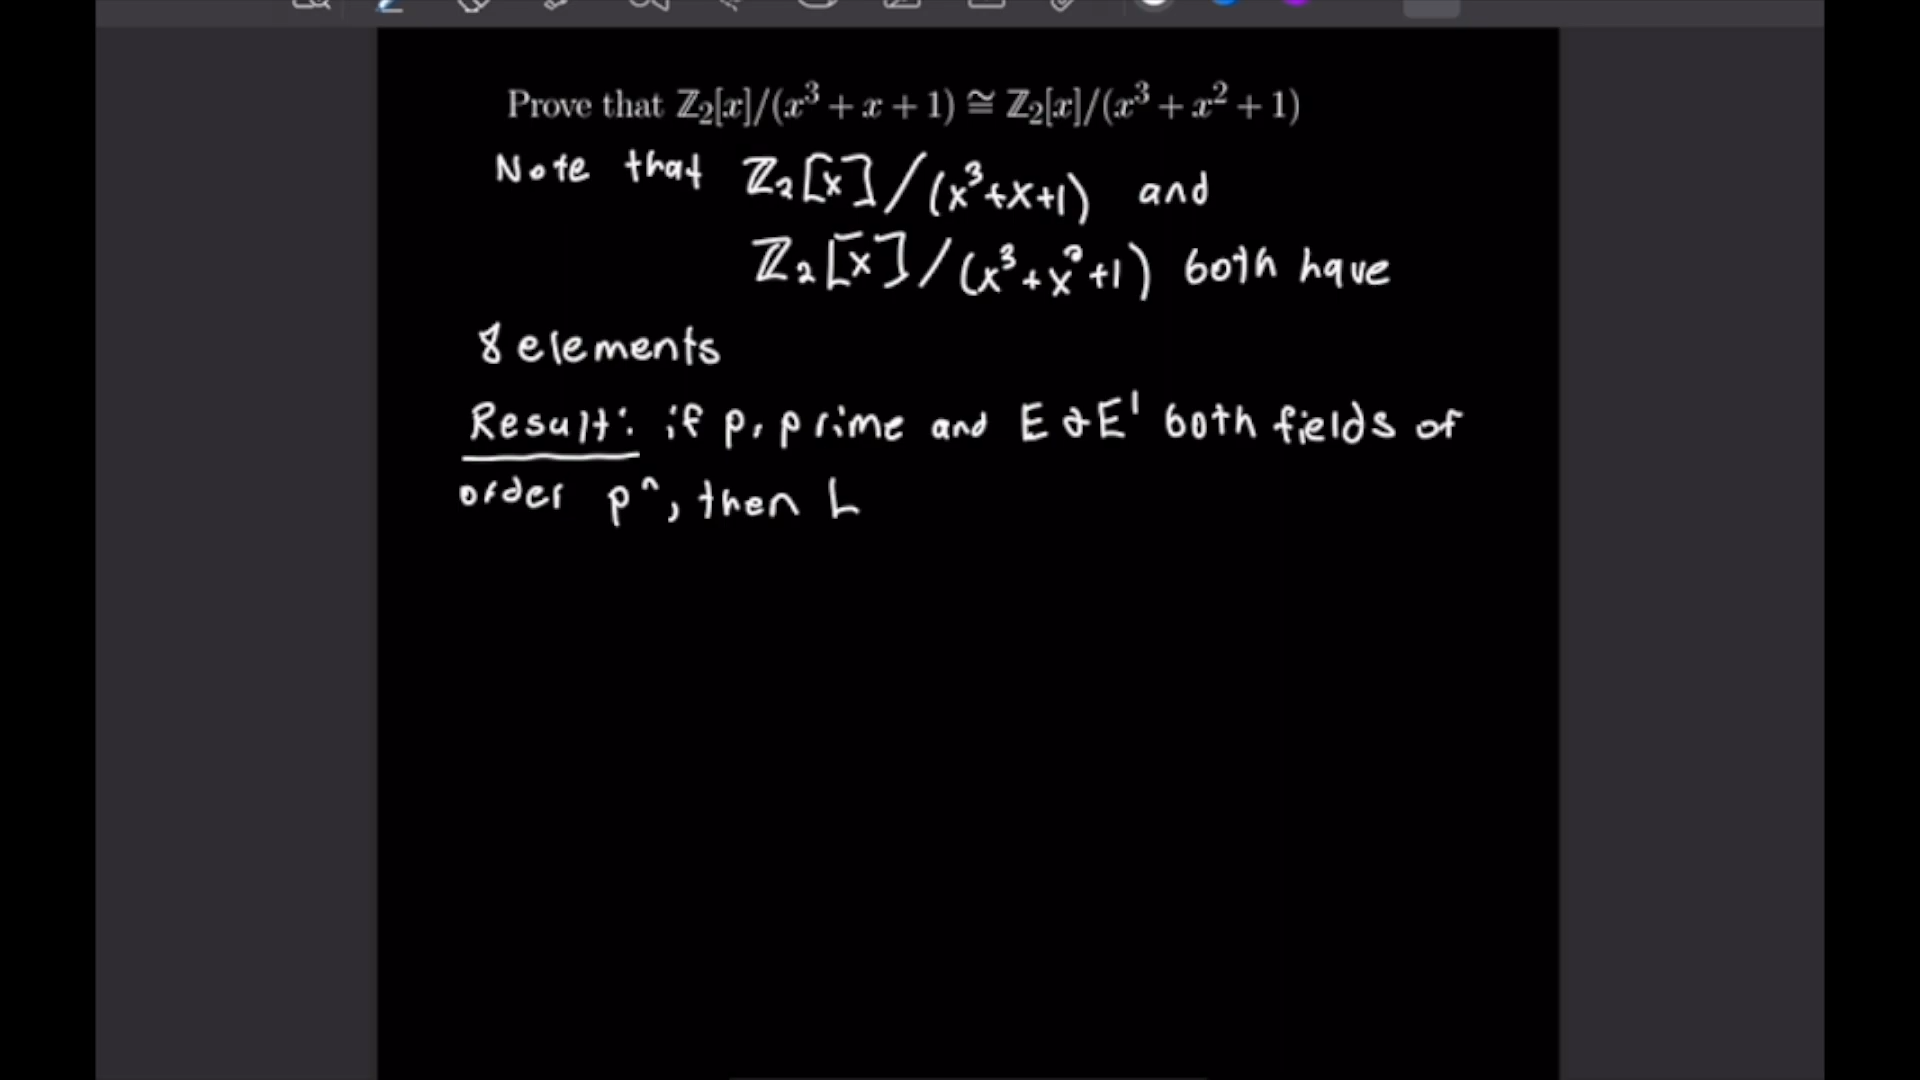 Prove that ℤ₂[x]/(x³ + x + 1) ≅ ℤ₂[x]/(x³ + x² + 1)
Note that ℤ₂[x]/(x³+x+1) and
ℤ₂[x]/(x³+x²+1) both have
8 elements
Result: if p, prime and E & E' both fields of
order pⁿ, then